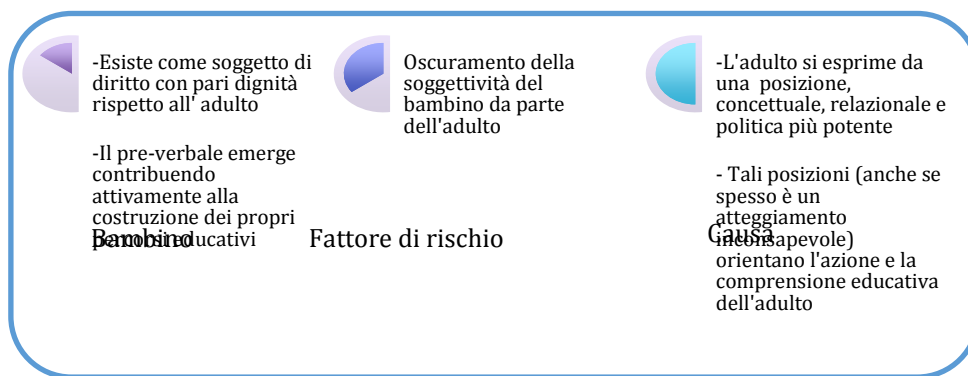 -Esiste come soggetto di
diritto con pari dignità
rispetto all' adulto
-Il pre-verbale emerge
contribuendo
attivamente alla
costruzione dei propri
percorsi educativi
Bambino
Oscuramento della
soggettività del
bambino da parte
dell'adulto
Fattore di rischio
-L'adulto si esprime da
una posizione,
concettuale, relazionale e
politica più potente
- Tali posizioni (anche se
spesso è un
atteggiamento
inconsapevole)
orientano l'azione e la
comprensione educativa
dell'adulto
Causa